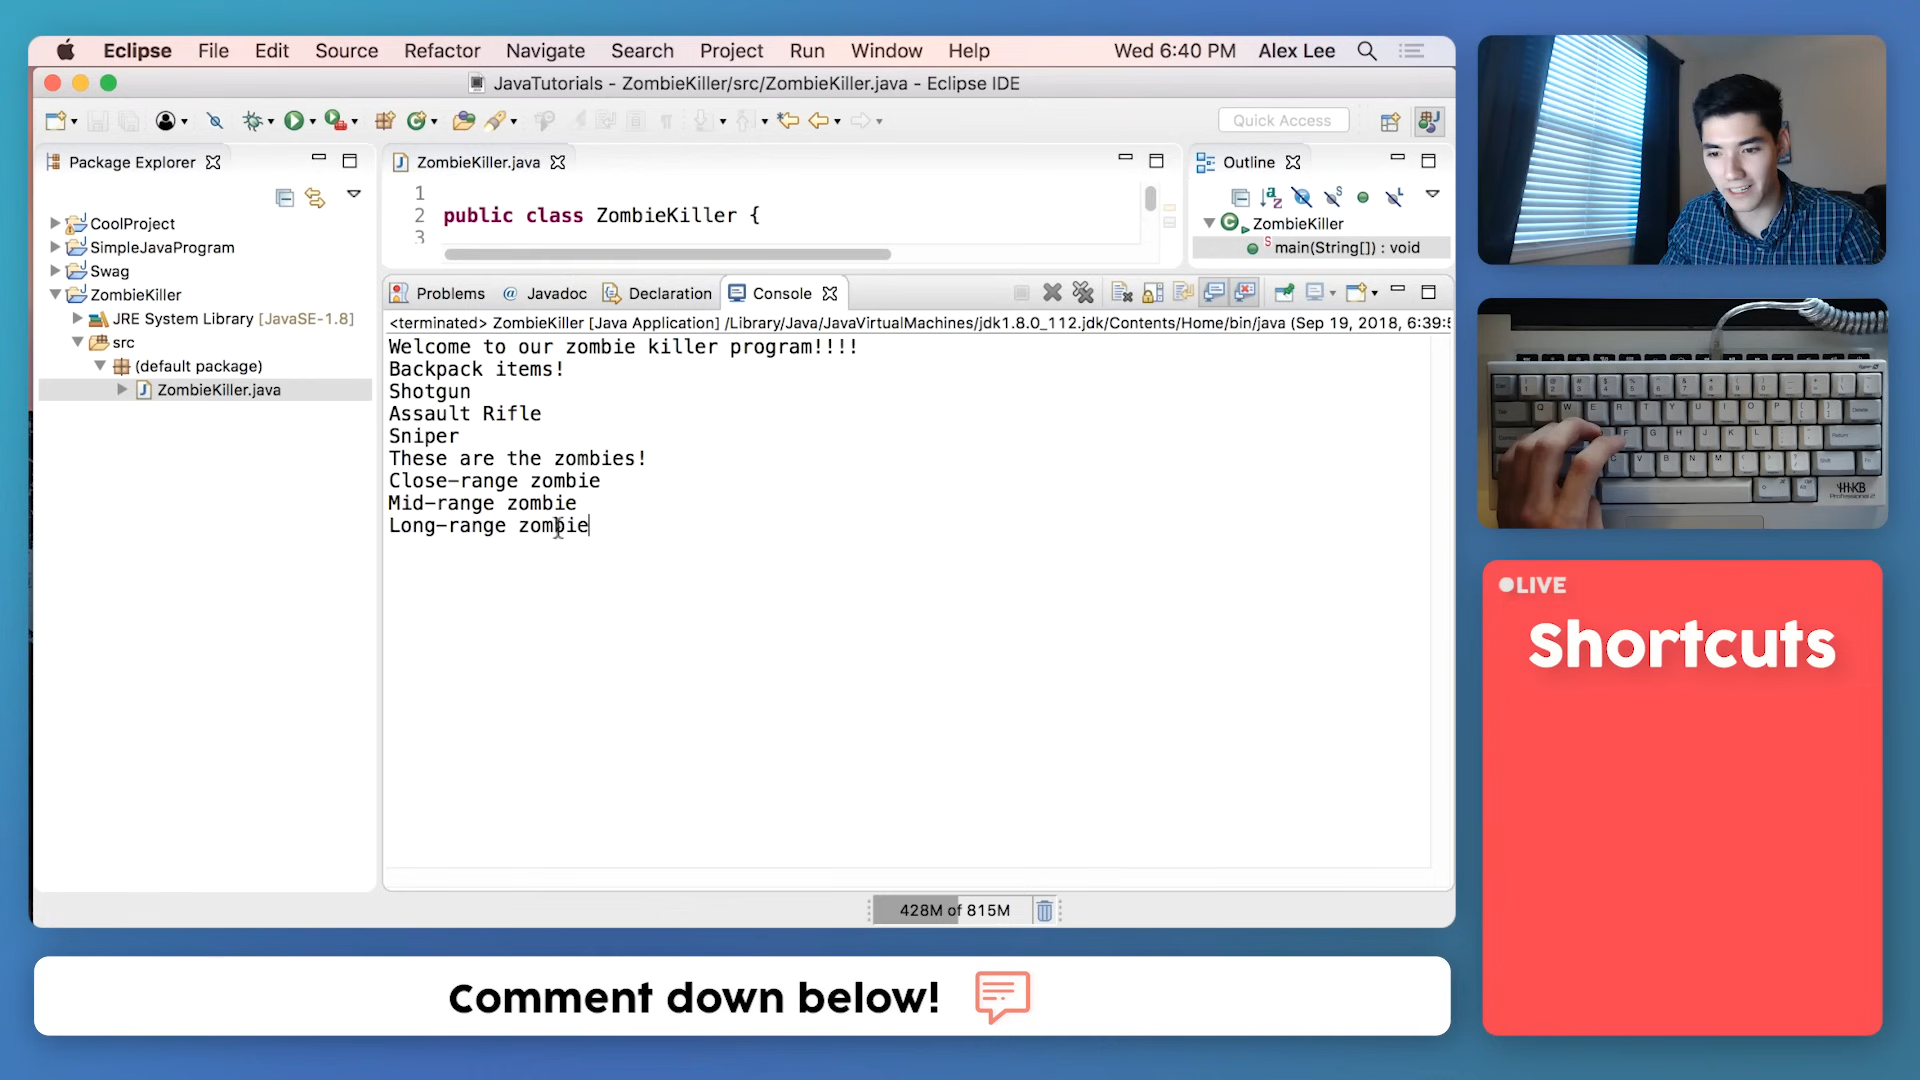 Eclipse File Edit Source Refactor Navigate Search Project Run Window Help Wed 6:40 PM Alex Lee
JavaTutorials - ZombieKiller/src/ZombieKiller.java - Eclipse IDE
Quick Access
Package Explorer
CoolProject
SimpleJavaProgram
Swag
ZombieKiller
JRE System Library [JavaSE-1.8]
src
(default package)
ZombieKiller.java
ZombieKiller.java
1
2 public class ZombieKiller {
3
Outline
ZombieKiller
main(String[]) : void
Problems @ Javadoc Declaration Console
<terminated> ZombieKiller [Java Application] /Library/Java/JavaVirtualMachines/jdk1.8.0_112.jdk/Contents/Home/bin/java (Sep 19, 2018, 6:39:5
Welcome to our zombie killer program!!!!
Backpack items!
Shotgun
Assault Rifle
Sniper
These are the zombies!
Close-range zombie
Mid-range zombie
Long-range zombie
428M of 815M
Comment down below!
HHKB
LIVE
Shortcuts